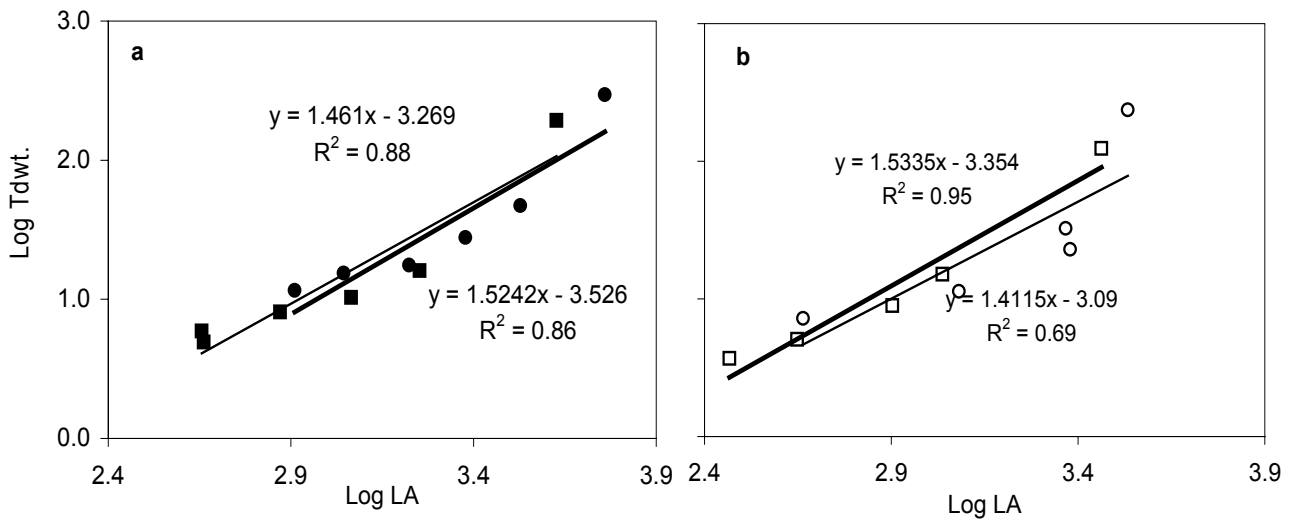 3.0
a
b
y = 1.461x - 3.269
R² = 0.88
y = 1.5335x - 3.354
R² = 0.95
2.0
Log Tdwt.
1.0
y = 1.5242x - 3.526
R² = 0.86
y = 1.4115x - 3.09
R² = 0.69
0.0
2.4 2.9 3.4 3.9
Log LA
2.4 2.9 3.4 3.9
Log LA